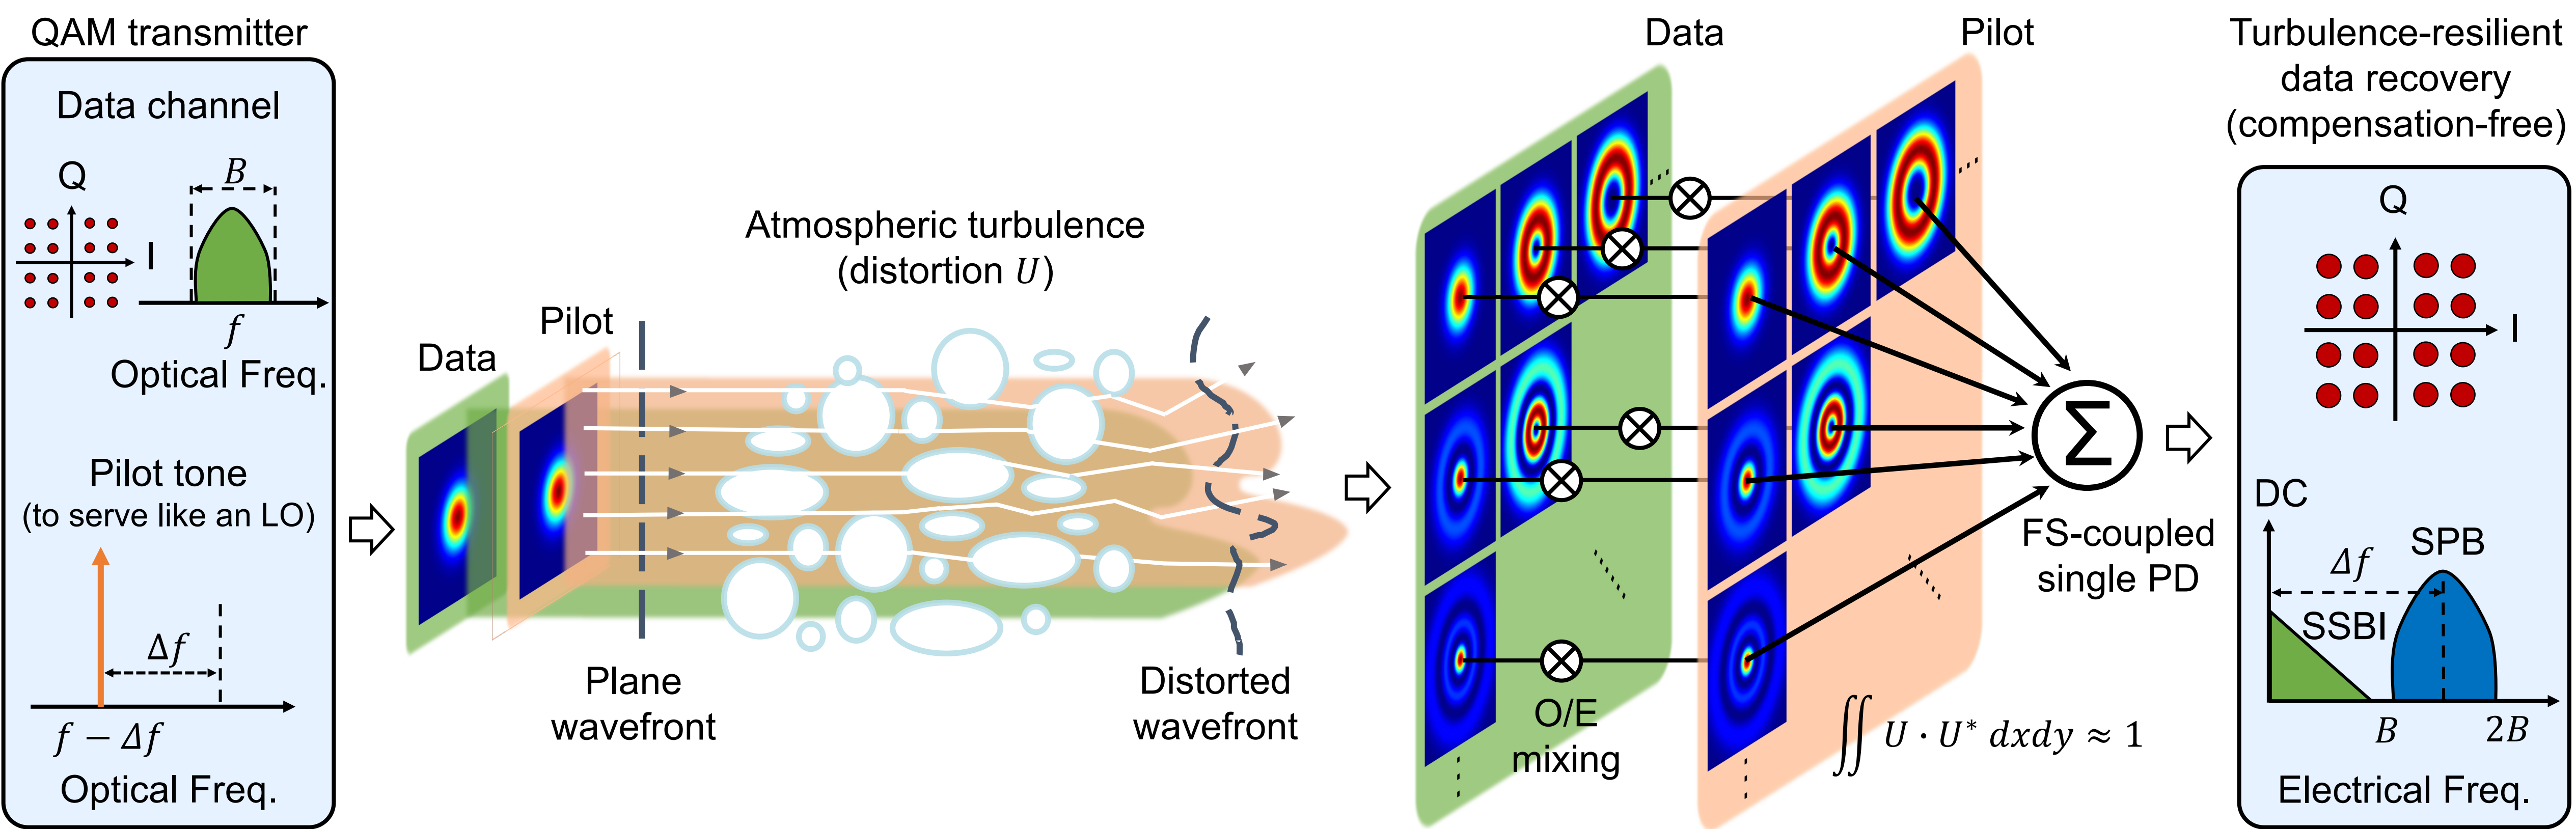 QAM transmitter
Data channel
Q
B
I
f
Optical Freq.
Pilot tone
(to serve like an LO)
Δf
f − Δf
Optical Freq.
Data
Pilot
Plane
wavefront
Atmospheric turbulence
(distortion U)
Distorted
wavefront
Data
Pilot
O/E
mixing
∬ U · U* dxdy ≈ 1
Σ
FS-coupled
single PD
Turbulence-resilient
data recovery
(compensation-free)
Q
I
DC
SPB
Δf
SSBI
B
2B
Electrical Freq.